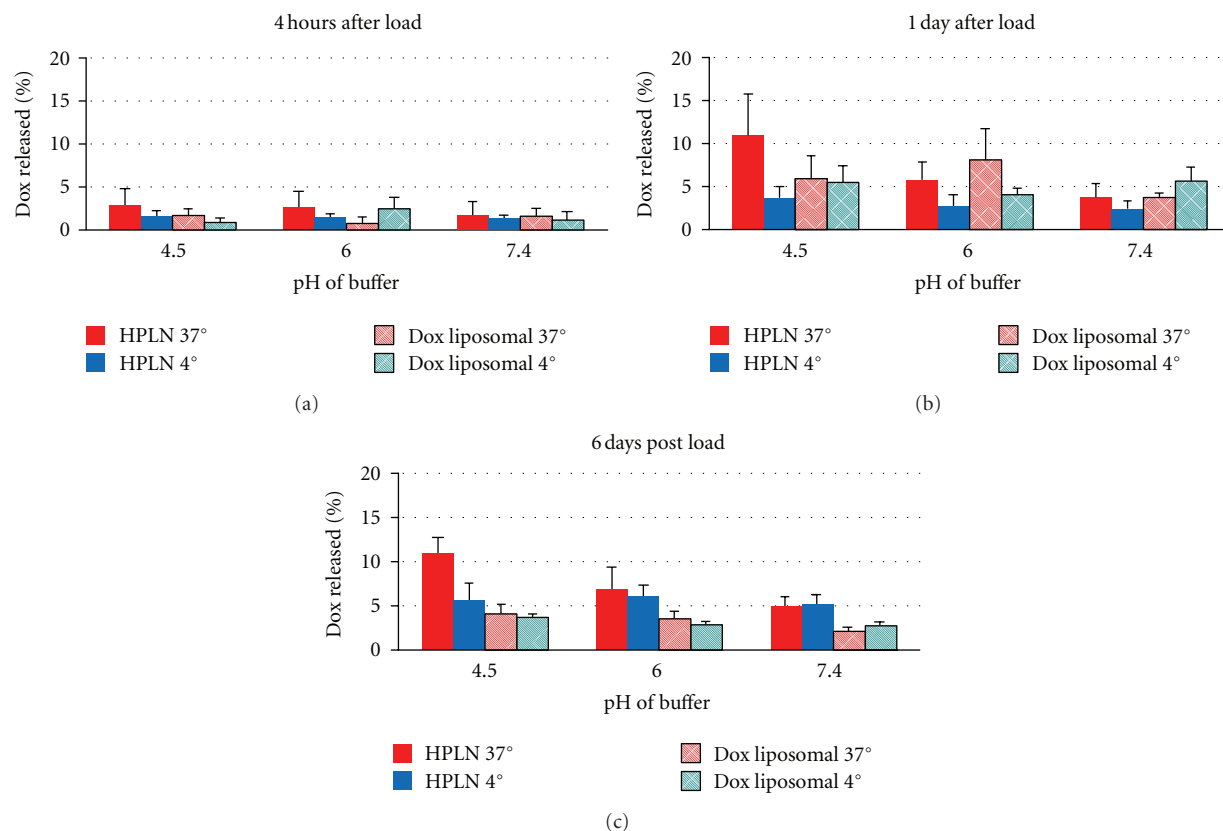 4 hours after load
Dox released (%)
20
15
10
5
0
4.5 6 7.4
pH of buffer
HPLN 37°
HPLN 4°
Dox liposomal 37°
Dox liposomal 4°
(a)
1 day after load
Dox released (%)
20
15
10
5
0
4.5 6 7.4
pH of buffer
HPLN 37°
HPLN 4°
Dox liposomal 37°
Dox liposomal 4°
(b)
6 days post load
Dox released (%)
20
15
10
5
0
4.5 6 7.4
pH of buffer
HPLN 37°
HPLN 4°
Dox liposomal 37°
Dox liposomal 4°
(c)